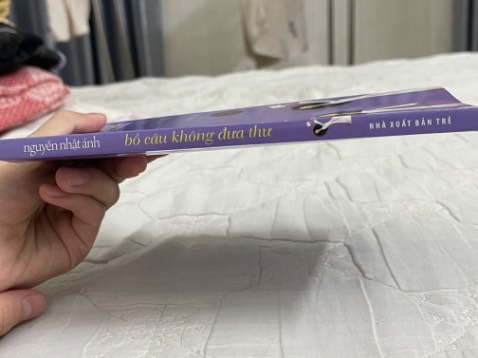 nguyễn nhật ánh
bồ câu không đưa thư
NHÀ XUẤT BẢN TRẺ